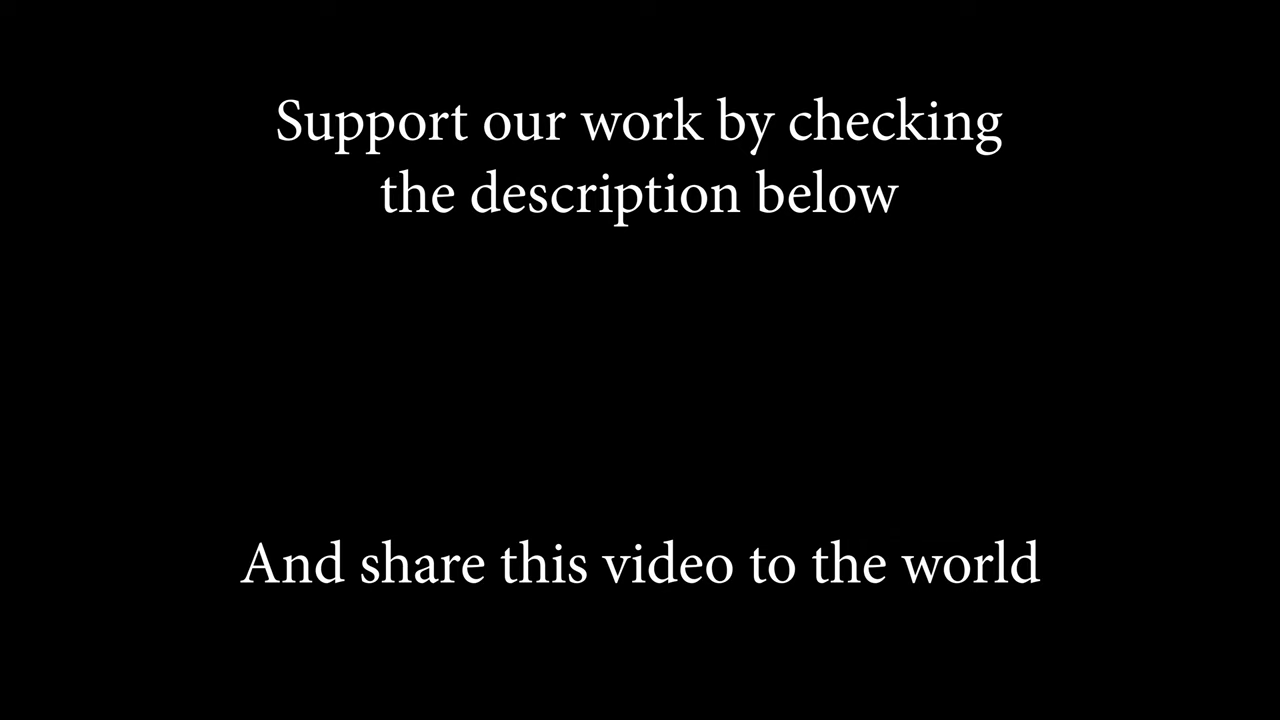 Support our work by checking
the description below
And share this video to the world